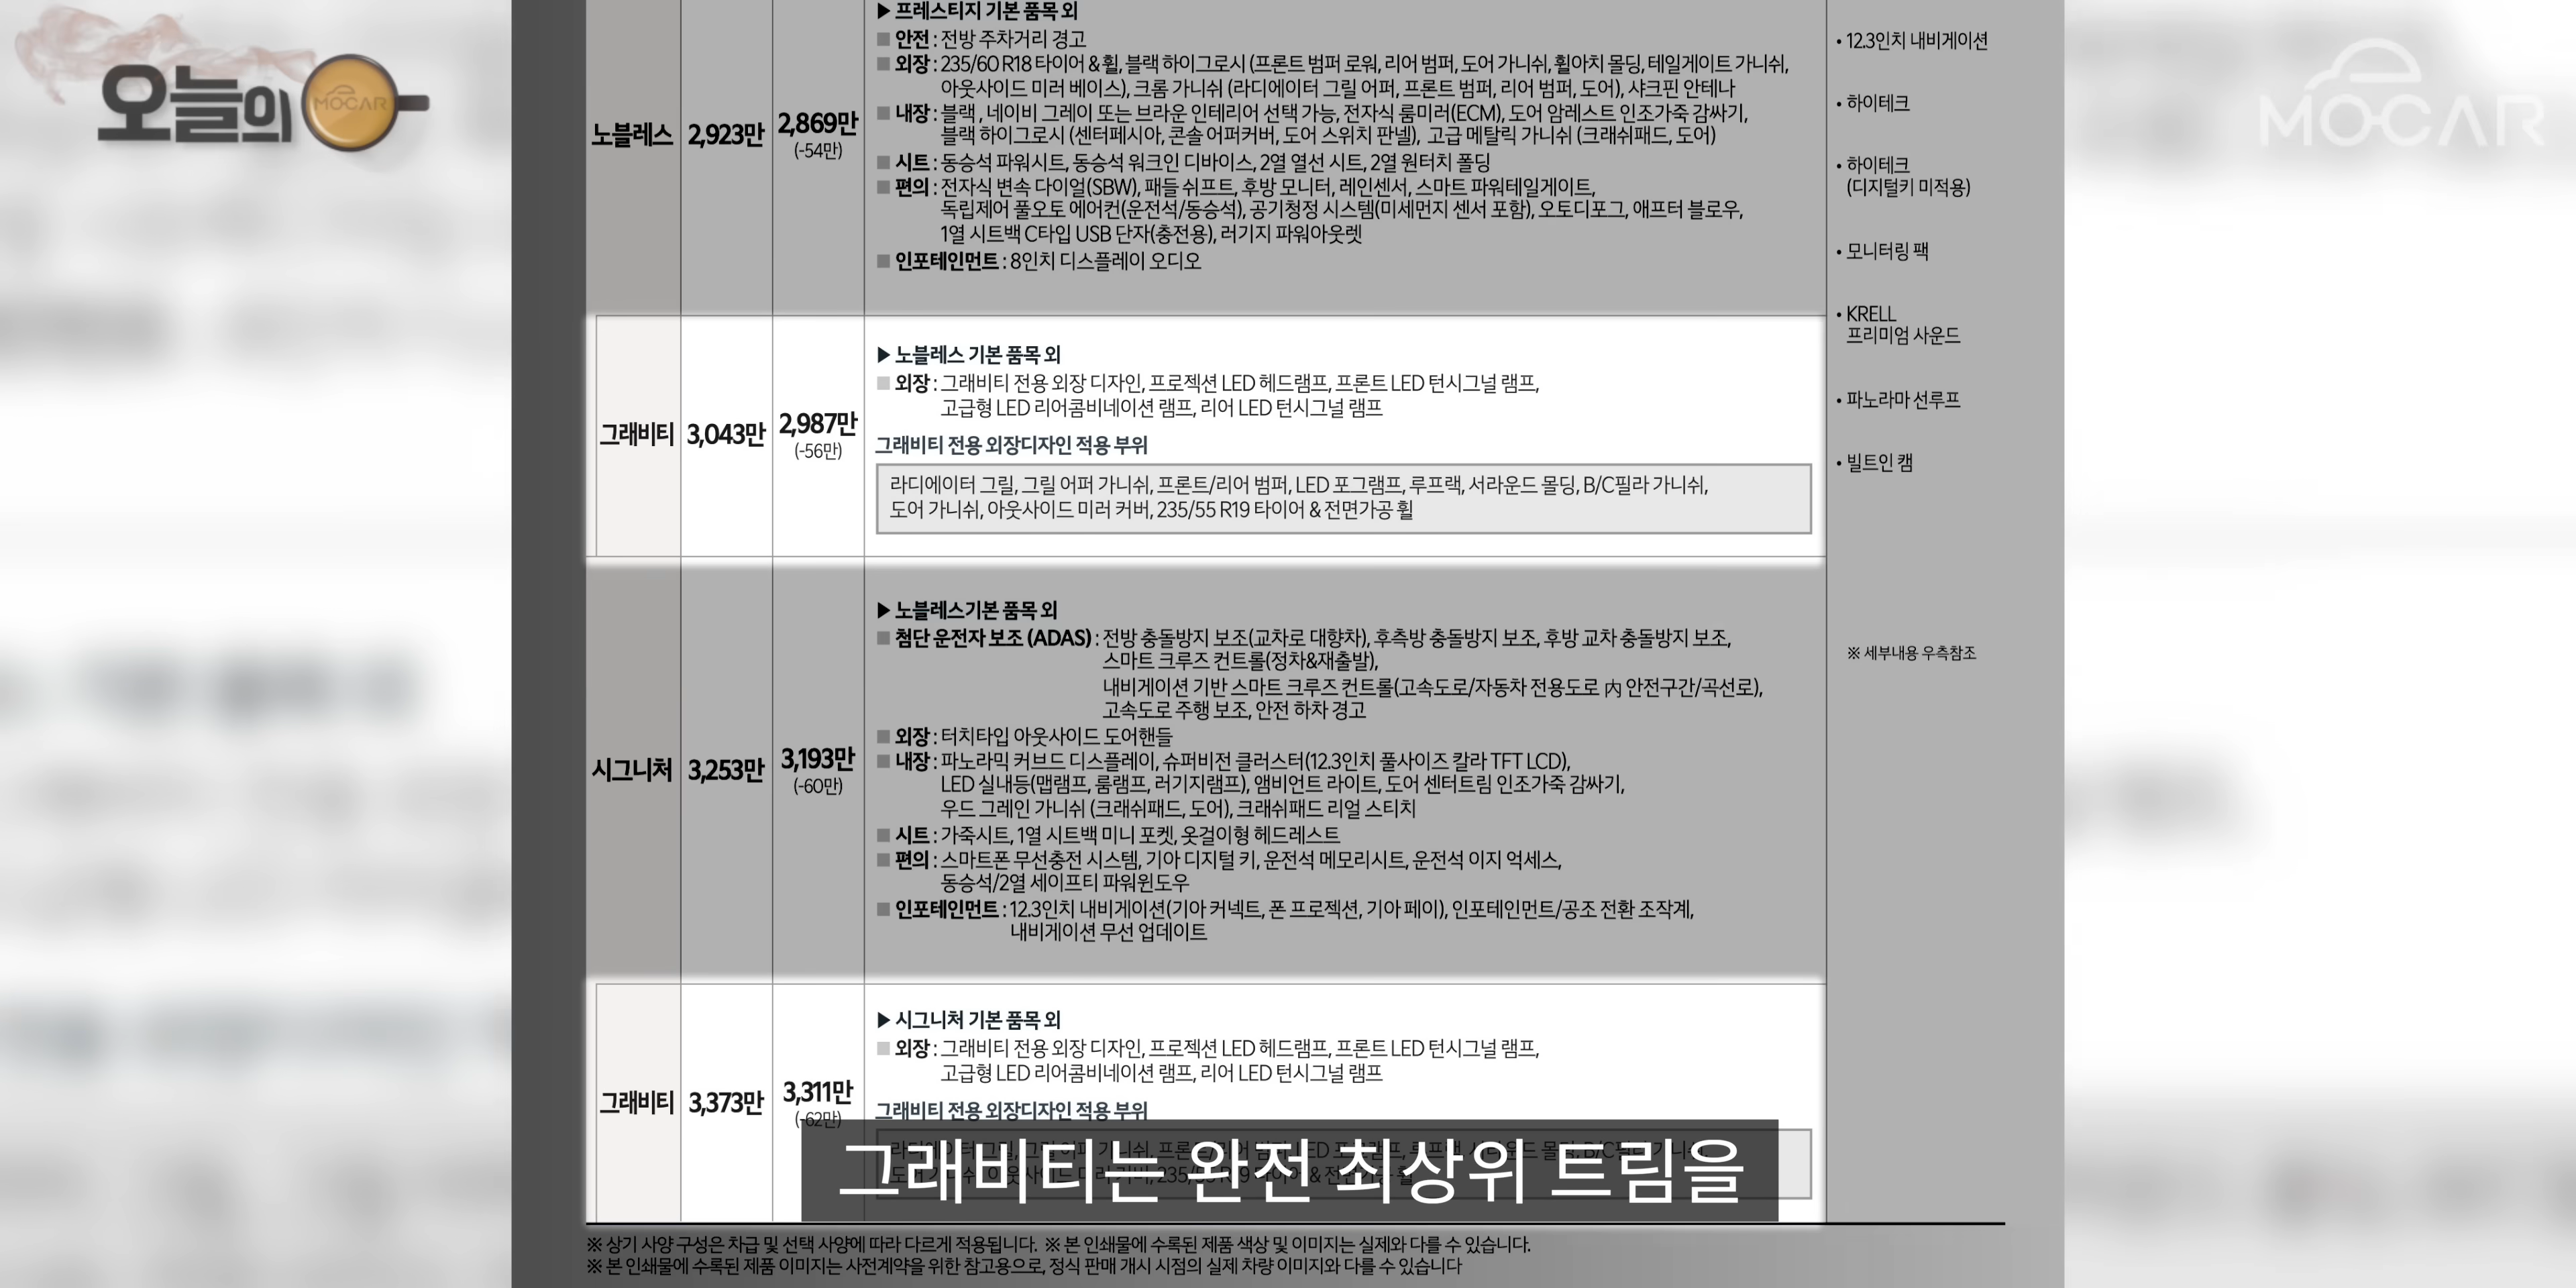 오늘의
MOCAR
MOCAR
▶ 프레스티지 기본 품목 외
■ 안전 : 전방 주차거리 경고
■ 외장 : 235/60 R18 타이어 & 휠, 블랙 하이그로시 (프론트 범퍼 로워, 리어 범퍼, 도어 가니쉬, 휠아치 몰딩, 테일게이트 가니쉬,
아웃사이드 미러 베이스), 크롬 가니쉬 (라디에이터 그릴 어퍼, 프론트 범퍼, 리어 범퍼, 도어), 샤크핀 안테나
■ 내장 : 블랙 , 네이비 그레이 또는 브라운 인테리어 선택 가능, 전자식 룸미러(ECM), 도어 암레스트 인조가죽 감싸기,
블랙 하이그로시 (센터페시아, 콘솔 어퍼커버, 도어 스위치 판넬), 고급 메탈릭 가니쉬 (크래쉬패드, 도어)
■ 시트 : 동승석 파워시트, 동승석 워크인 디바이스, 2열 열선 시트, 2열 원터치 폴딩
■ 편의 : 전자식 변속 다이얼(SBW), 패들 쉬프트, 후방 모니터, 레인센서, 스마트 파워테일게이트,
독립제어 풀오토 에어컨(운전석/동승석), 공기청정 시스템(미세먼지 센서 포함), 오토디포그, 애프터 블로우,
1열 시트백 C타입 USB 단자(충전용), 러기지 파워아웃렛
■ 인포테인먼트 : 8인치 디스플레이 오디오
노블레스
2,923만
2,869만
(-54만)
▶ 노블레스 기본 품목 외
■ 외장 : 그래비티 전용 외장 디자인, 프로젝션 LED 헤드램프, 프론트 LED 턴시그널 램프,
고급형 LED 리어콤비네이션 램프, 리어 LED 턴시그널 램프
그래비티 전용 외장디자인 적용 부위
라디에이터 그릴, 그릴 어퍼 가니쉬, 프론트/리어 범퍼, LED 포그램프, 루프랙, 서라운드 몰딩, B/C필라 가니쉬,
도어 가니쉬, 아웃사이드 미러 커버, 235/55 R19 타이어 & 전면가공 휠
그래비티
3,043만
2,987만
(-56만)
▶ 노블레스기본 품목 외
■ 첨단 운전자 보조 (ADAS) : 전방 충돌방지 보조(교차로 대향차), 후측방 충돌방지 보조, 후방 교차 충돌방지 보조,
스마트 크루즈 컨트롤(정차&재출발),
내비게이션 기반 스마트 크루즈 컨트롤(고속도로/자동차 전용도로 內 안전구간/곡선로),
고속도로 주행 보조, 안전 하차 경고
■ 외장 : 터치타입 아웃사이드 도어핸들
■ 내장 : 파노라믹 커브드 디스플레이, 슈퍼비전 클러스터(12.3인치 풀사이즈 칼라 TFT LCD),
LED 실내등(맵램프, 룸램프, 러기지램프), 앰비언트 라이트, 도어 센터트림 인조가죽 감싸기,
우드 그레인 가니쉬 (크래쉬패드, 도어), 크래쉬패드 리얼 스티치
■ 시트 : 가죽시트, 1열 시트백 미니 포켓, 옷걸이형 헤드레스트
■ 편의 : 스마트폰 무선충전 시스템, 기아 디지털 키, 운전석 메모리시트, 운전석 이지 억세스,
동승석/2열 세이프티 파워윈도우
■ 인포테인먼트 : 12.3인치 내비게이션(기아 커넥트, 폰 프로젝션, 기아 페이), 인포테인먼트/공조 전환 조작계,
내비게이션 무선 업데이트
시그니처
3,253만
3,193만
(-60만)
▶ 시그니처 기본 품목 외
■ 외장 : 그래비티 전용 외장 디자인, 프로젝션 LED 헤드램프, 프론트 LED 턴시그널 램프,
고급형 LED 리어콤비네이션 램프, 리어 LED 턴시그널 램프
그래비티 전용 외장디자인 적용 부위
그래비티
3,373만
3,311만
(-62만)
• 12.3인치 내비게이션
• 하이테크
• 하이테크
(디지털키 미적용)
• 모니터링 팩
• KRELL
프리미엄 사운드
• 파노라마 선루프
• 빌트인 캠
※ 세부내용 우측참조
그래비티는 완전 최상위 트림을
※ 상기 사양 구성은 차급 및 선택 사양에 따라 다르게 적용됩니다. ※ 본 인쇄물에 수록된 제품 색상 및 이미지는 실제와 다를 수 있습니다.
※ 본 인쇄물에 수록된 제품 이미지는 사전계약을 위한 참고용으로, 정식 판매 개시 시점의 실제 차량 이미지와 다를 수 있습니다